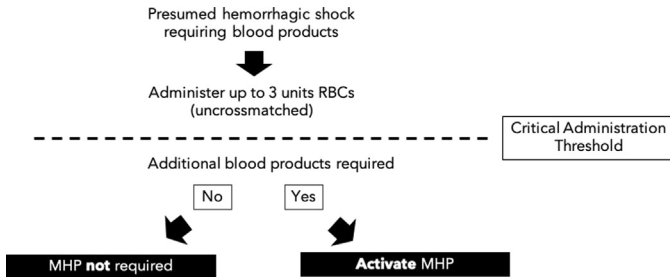 Presumed hemorrhagic shock
requiring blood products
Administer up to 3 units RBCs
(uncrossmatched)
Critical Administration
Threshold
Additional blood products required
No
Yes
MHP not required
Activate MHP